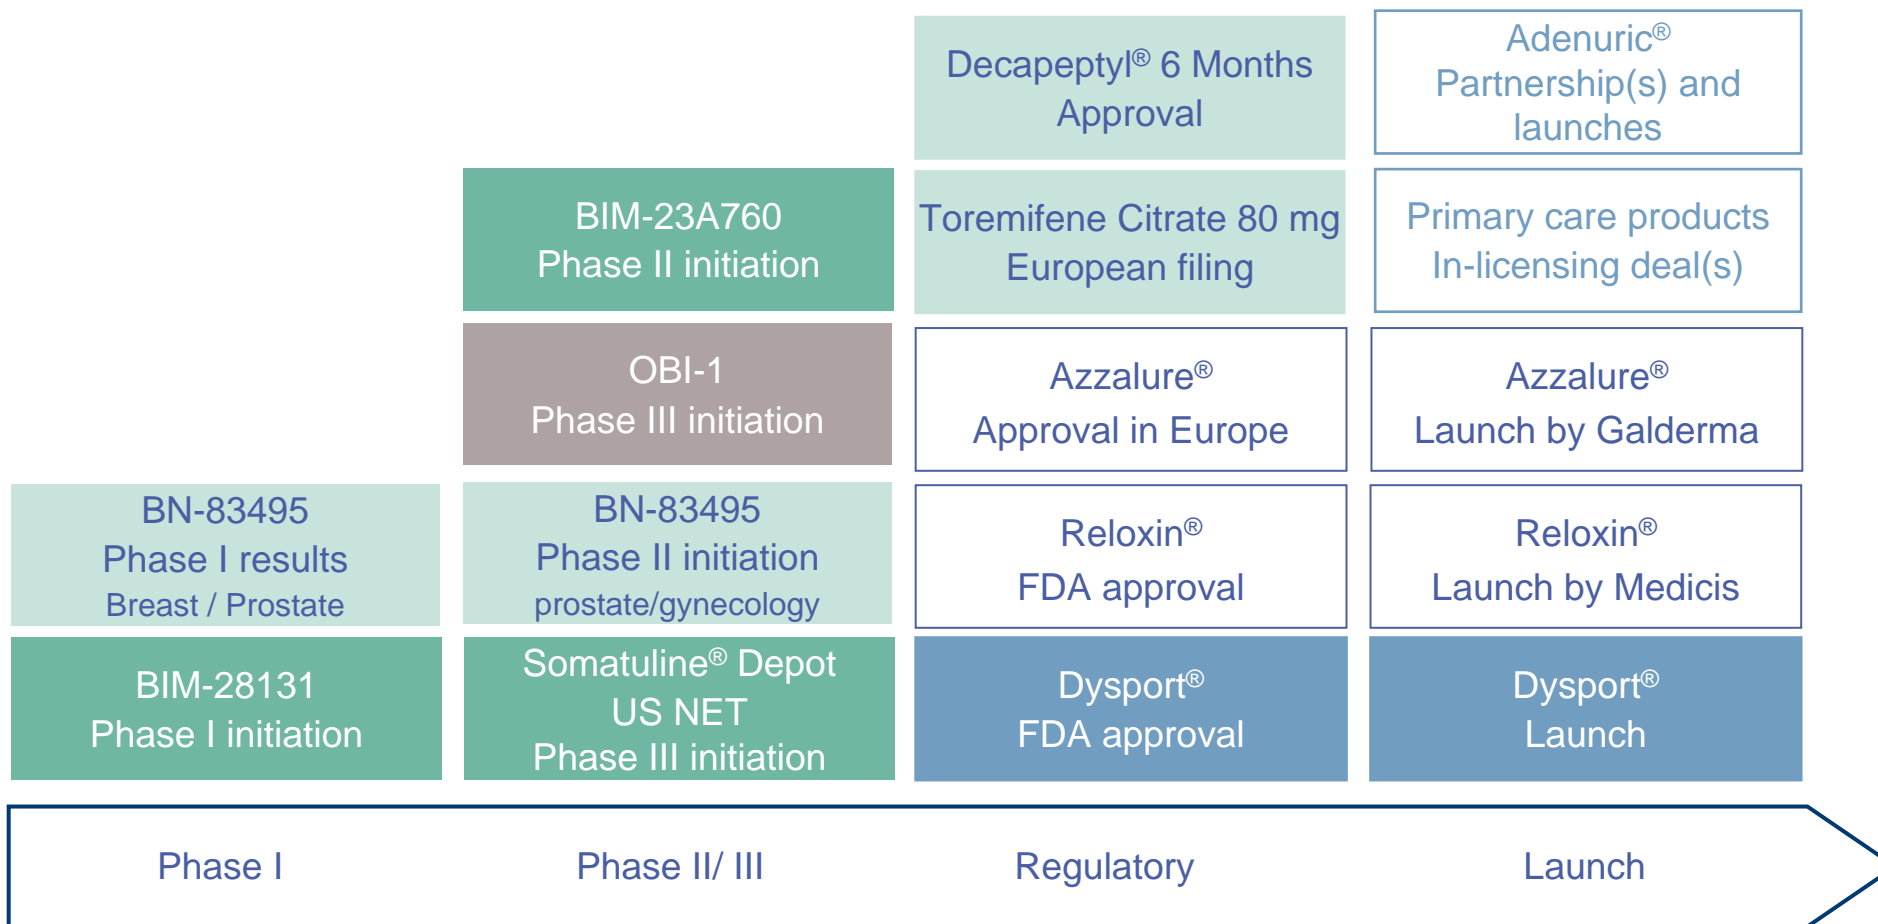 Decapeptyl® 6 Months
Approval
Adenuric®
Partnership(s) and
launches
BIM-23A760
Phase II initiation
Toremifene Citrate 80 mg
European filing
Primary care products
In-licensing deal(s)
OBI-1
Phase III initiation
Azzalure®
Approval in Europe
Azzalure®
Launch by Galderma
BN-83495
Phase I results
Breast / Prostate
BN-83495
Phase II initiation
prostate/gynecology
Reloxin®
FDA approval
Reloxin®
Launch by Medicis
BIM-28131
Phase I initiation
Somatuline® Depot
US NET
Phase III initiation
Dysport®
FDA approval
Dysport®
Launch
Phase I
Phase II/ III
Regulatory
Launch